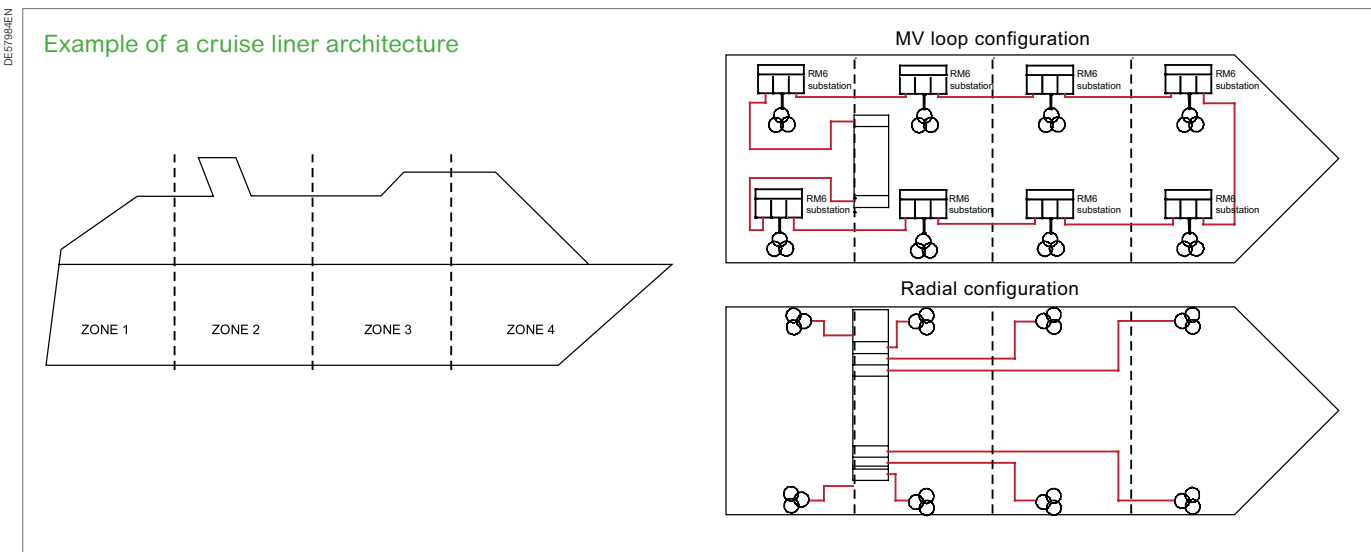 DE57984EN
Example of a cruise liner architecture
MV loop configuration
RM6
substation
RM6
substation
RM6
substation
RM6
substation
RM6
substation
RM6
substation
RM6
substation
RM6
substation
Radial configuration
ZONE 1
ZONE 2
ZONE 3
ZONE 4